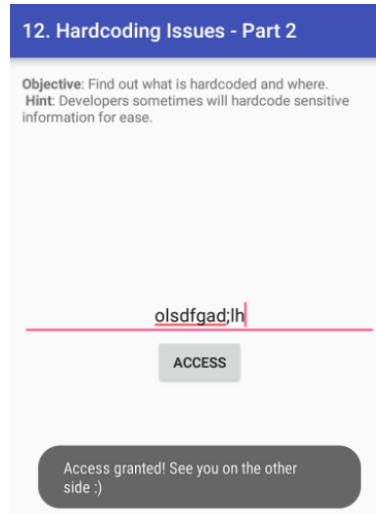 12. Hardcoding Issues - Part 2
Objective: Find out what is hardcoded and where.
Hint: Developers sometimes will hardcode sensitive
information for ease.
olsdfgad;lh
ACCESS
Access granted! See you on the other
side :)